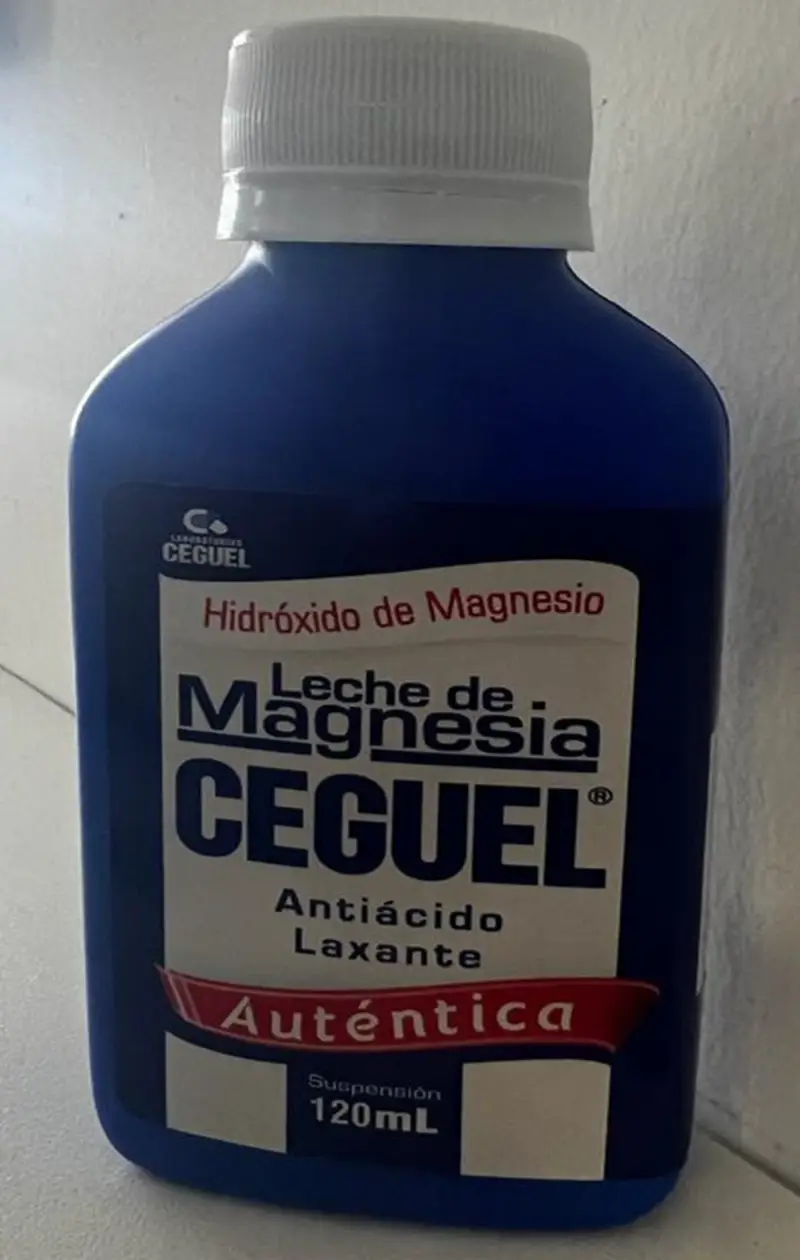 LABORATORIOS
CEGUEL
Hidróxido de Magnesio
Leche de
Magnesia
CEGUEL®
Antiácido
Laxante
Auténtica
Suspensión
120mL